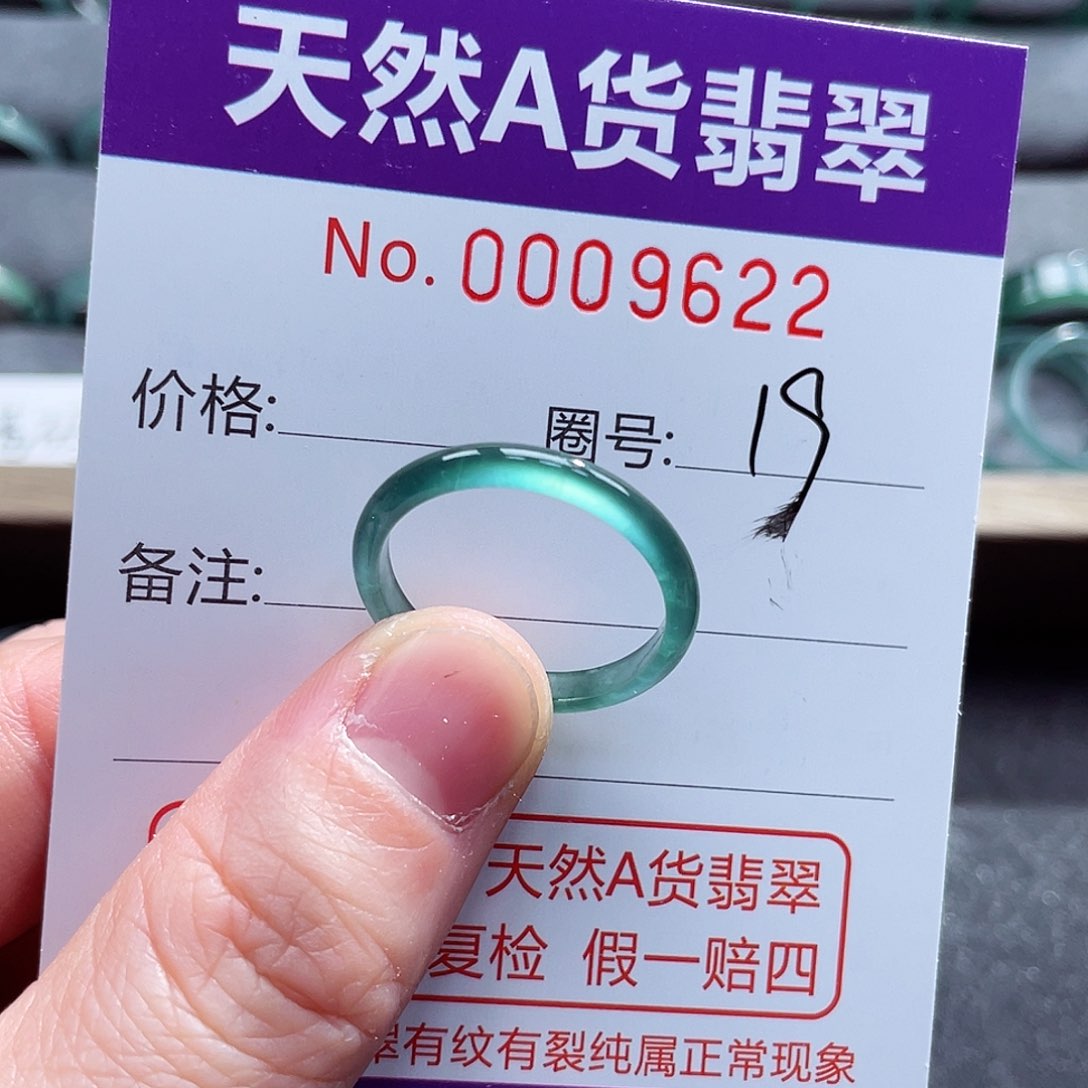 天然A货翡翠
No. 0009622
价格:
圈号: 19
备注:
天然A货翡翠
复检 假一赔四
翠有纹有裂纯属正常现象